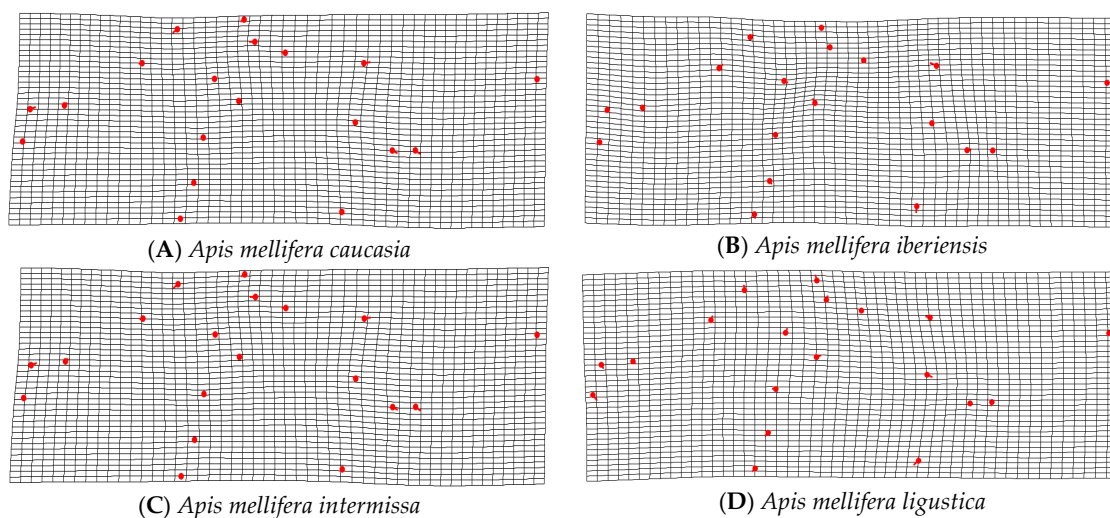 (A) Apis mellifera caucasia
(B) Apis mellifera iberiensis
(C) Apis mellifera intermissa
(D) Apis mellifera ligustica